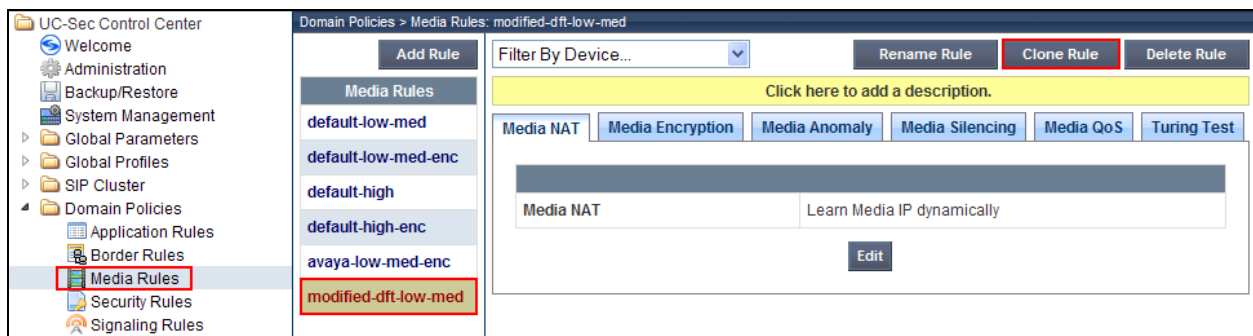 UC-Sec Control Center
Welcome
Administration
Backup/Restore
System Management
Global Parameters
Global Profiles
SIP Cluster
Domain Policies
Application Rules
Border Rules
Media Rules
Security Rules
Signaling Rules
Domain Policies > Media Rules: modified-dft-low-med
Add Rule
Media Rules
default-low-med
default-low-med-enc
default-high
default-high-enc
avaya-low-med-enc
modified-dft-low-med
Filter By Device...
Rename Rule
Clone Rule
Delete Rule
Click here to add a description.
Media NAT
Media Encryption
Media Anomaly
Media Silencing
Media QoS
Turing Test
Media NAT
Learn Media IP dynamically
Edit